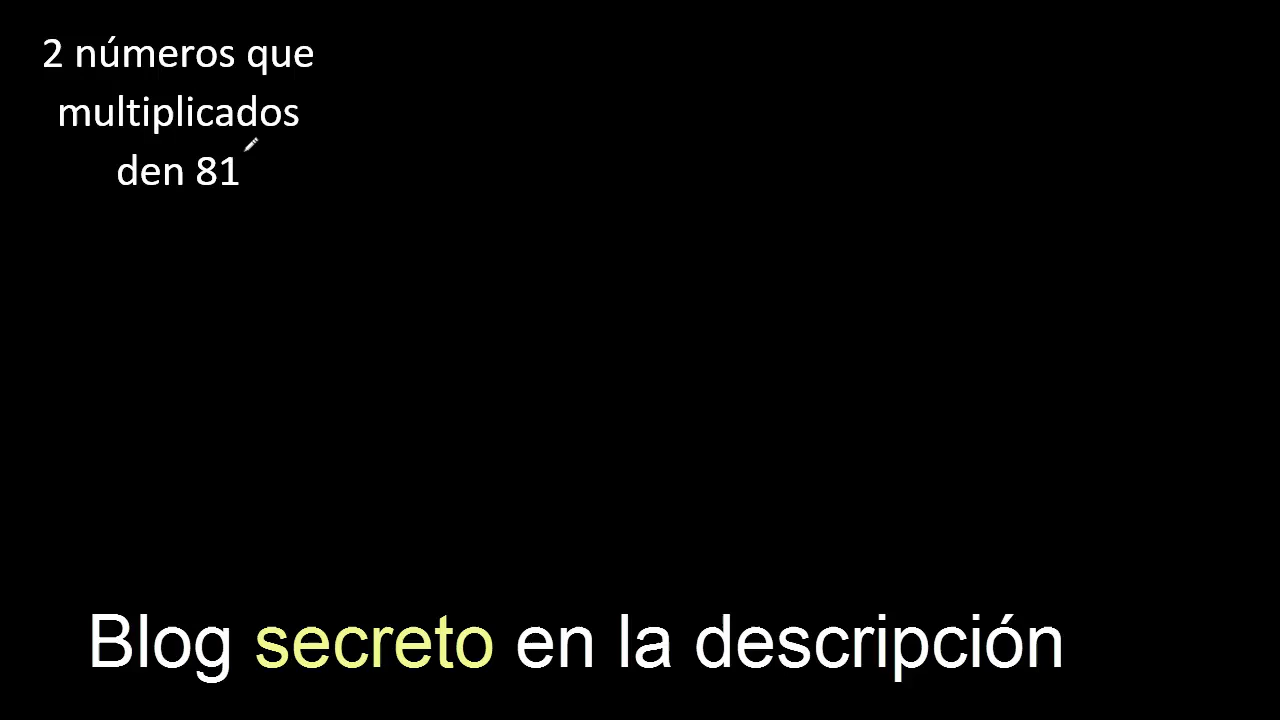 2 números que
multiplicados
den 81
Blog secreto en la descripción